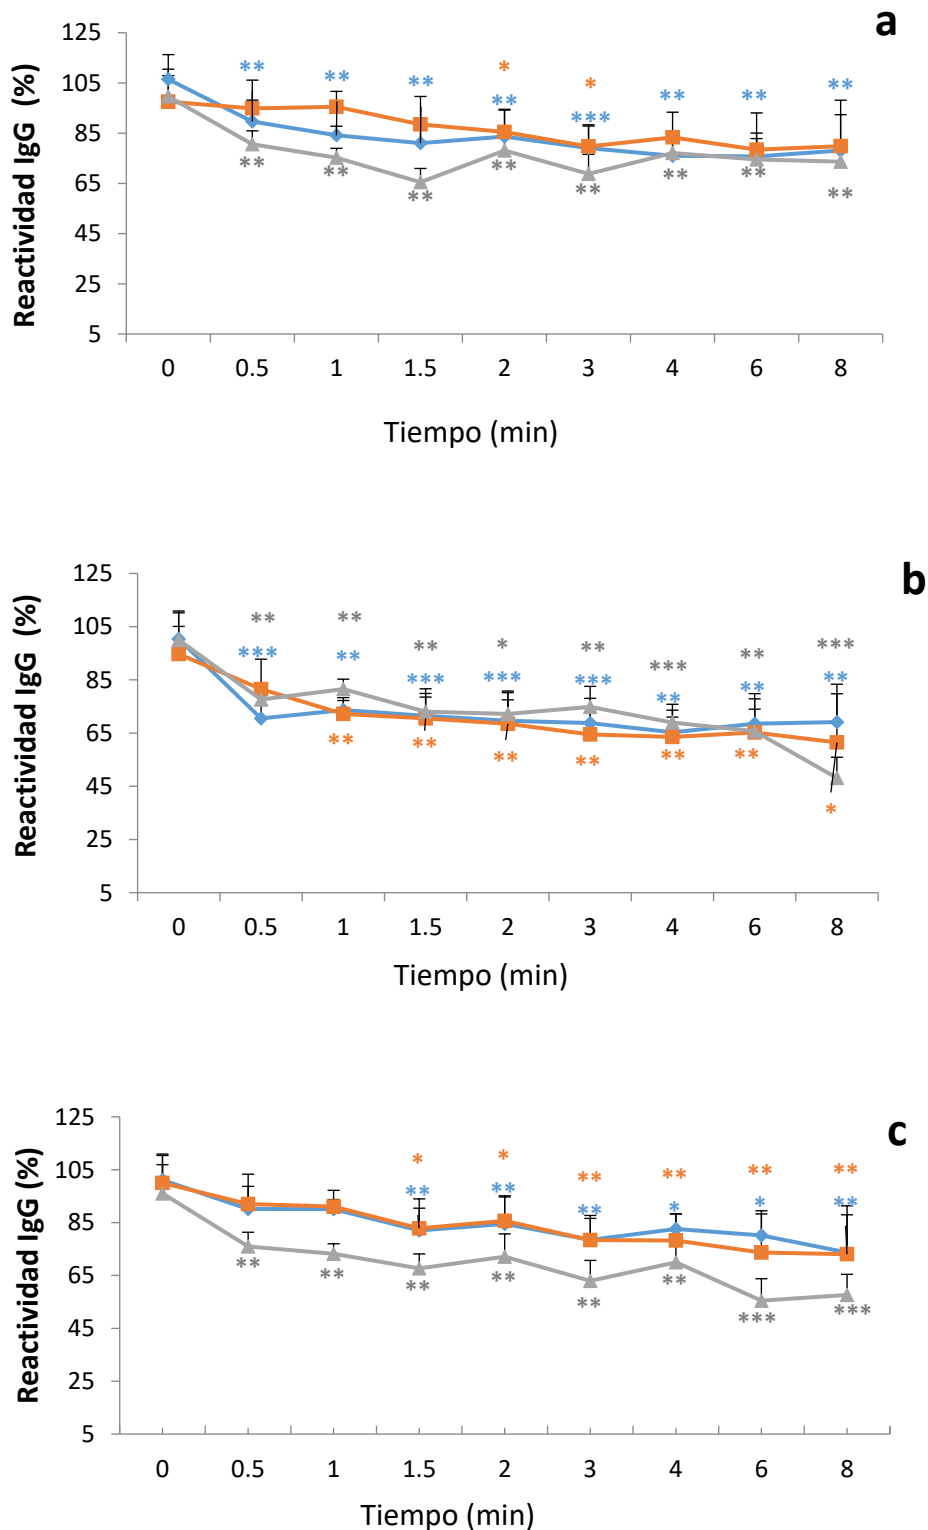 a
125
105
85
65
45
25
5
Reactividad IgG (%)
** ** ** * * ** ** **
** ***
** ** ** ** ** ** ** **
0 0.5 1 1.5 2 3 4 6 8
Tiempo (min)
b
125
105
85
65
45
25
5
Reactividad IgG (%)
** ** ** * ** *** ** ***
*** ** *** *** *** ** ** **
** ** ** ** ** ** *
0 0.5 1 1.5 2 3 4 6 8
Tiempo (min)
c
125
105
85
65
45
25
5
Reactividad IgG (%)
* * ** ** ** **
** ** ** * * **
** ** ** ** ** ** *** ***
0 0.5 1 1.5 2 3 4 6 8
Tiempo (min)